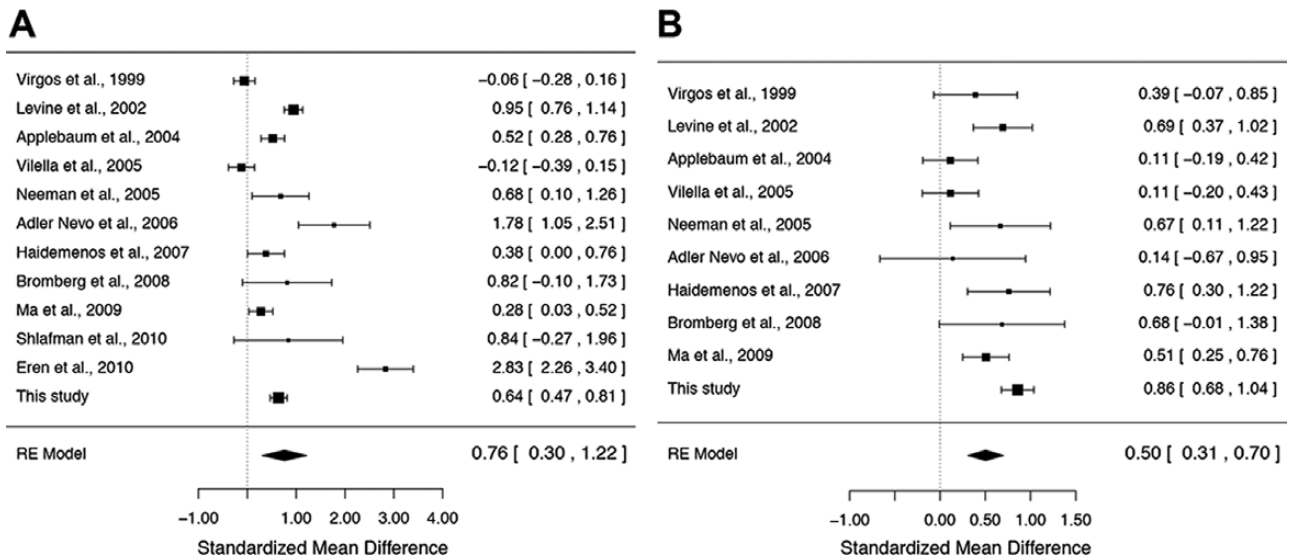 A
Virgos et al., 1999 −0.06 [ −0.28 , 0.16 ]
Levine et al., 2002 0.95 [ 0.76 , 1.14 ]
Applebaum et al., 2004 0.52 [ 0.28 , 0.76 ]
Vilella et al., 2005 −0.12 [ −0.39 , 0.15 ]
Neeman et al., 2005 0.68 [ 0.10 , 1.26 ]
Adler Nevo et al., 2006 1.78 [ 1.05 , 2.51 ]
Haidemenos et al., 2007 0.38 [ 0.00 , 0.76 ]
Bromberg et al., 2008 0.82 [ −0.10 , 1.73 ]
Ma et al., 2009 0.28 [ 0.03 , 0.52 ]
Shlafman et al., 2010 0.84 [ −0.27 , 1.96 ]
Eren et al., 2010 2.83 [ 2.26 , 3.40 ]
This study 0.64 [ 0.47 , 0.81 ]
RE Model 0.76 [ 0.30 , 1.22 ]
−1.00 1.00 2.00 3.00 4.00
Standardized Mean Difference
B
Virgos et al., 1999 0.39 [ −0.07 , 0.85 ]
Levine et al., 2002 0.69 [ 0.37 , 1.02 ]
Applebaum et al., 2004 0.11 [ −0.19 , 0.42 ]
Vilella et al., 2005 0.11 [ −0.20 , 0.43 ]
Neeman et al., 2005 0.67 [ 0.11 , 1.22 ]
Adler Nevo et al., 2006 0.14 [ −0.67 , 0.95 ]
Haidemenos et al., 2007 0.76 [ 0.30 , 1.22 ]
Bromberg et al., 2008 0.68 [ −0.01 , 1.38 ]
Ma et al., 2009 0.51 [ 0.25 , 0.76 ]
This study 0.86 [ 0.68 , 1.04 ]
RE Model 0.50 [ 0.31 , 0.70 ]
−1.00 0.00 0.50 1.00 1.50
Standardized Mean Difference